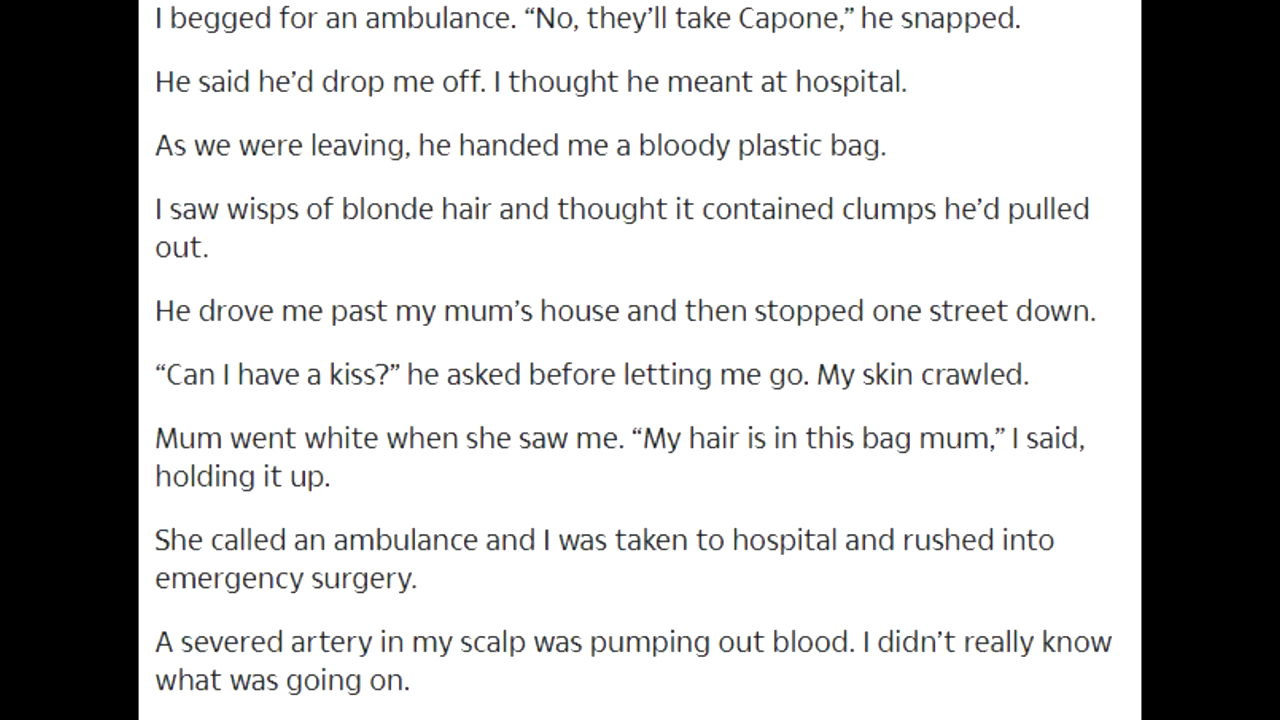 I begged for an ambulance. “No, they’ll take Capone,” he snapped.
He said he’d drop me off. I thought he meant at hospital.
As we were leaving, he handed me a bloody plastic bag.
I saw wisps of blonde hair and thought it contained clumps he’d pulled
out.
He drove me past my mum’s house and then stopped one street down.
“Can I have a kiss?” he asked before letting me go. My skin crawled.
Mum went white when she saw me. “My hair is in this bag mum,” I said,
holding it up.
She called an ambulance and I was taken to hospital and rushed into
emergency surgery.
A severed artery in my scalp was pumping out blood. I didn’t really know
what was going on.